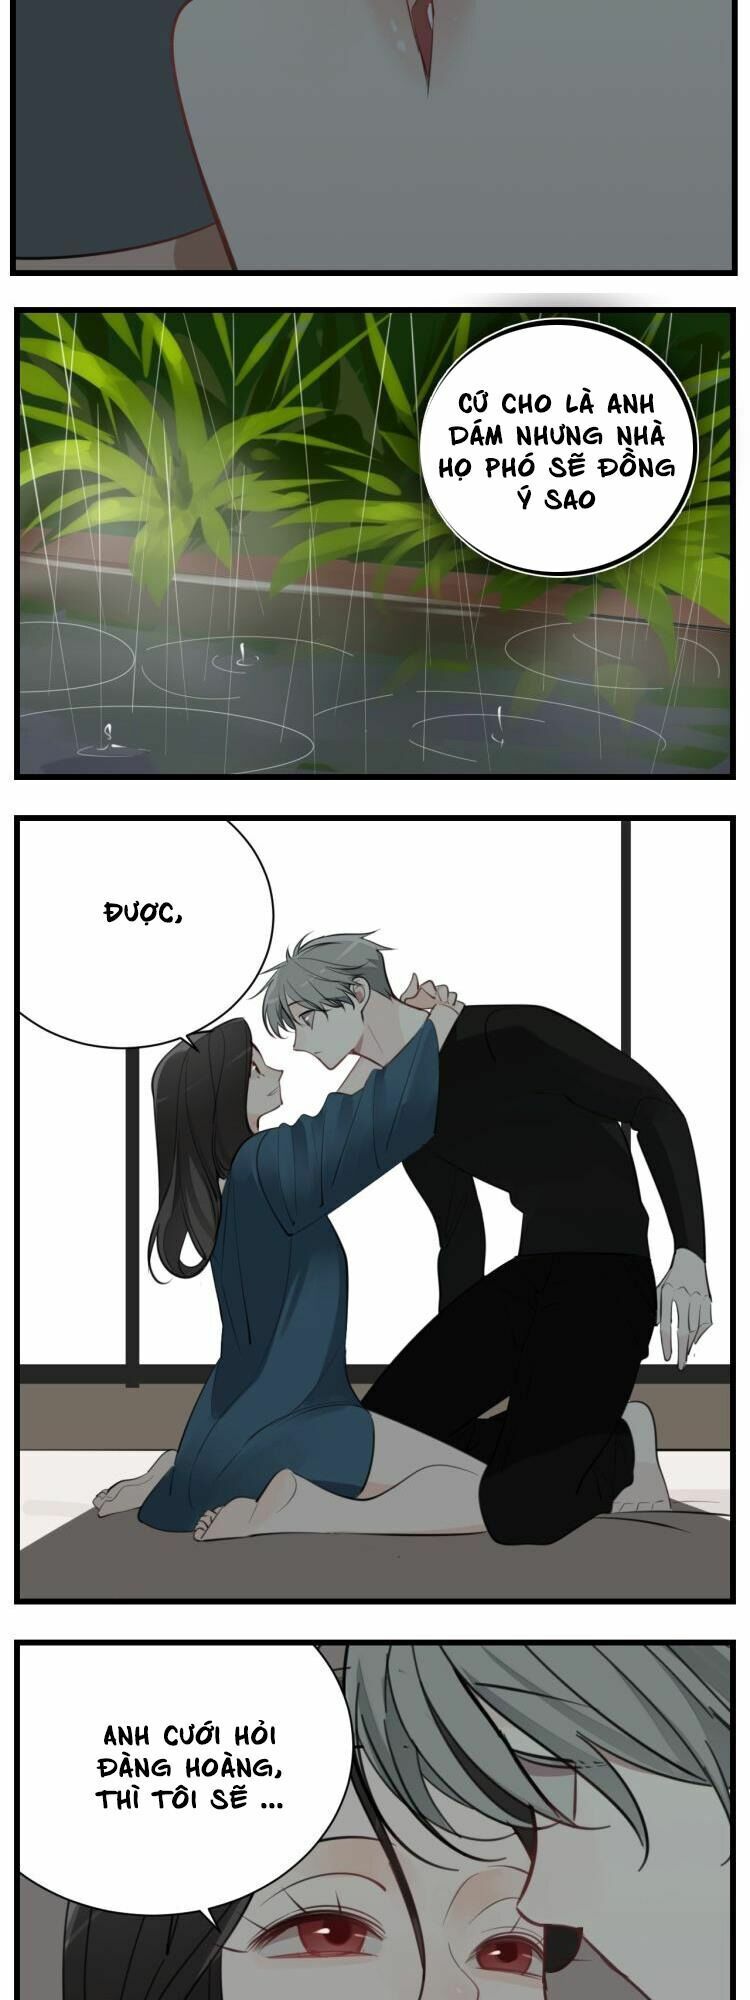 CỨ CHO LÀ ANH
DÁM NHƯNG NHÀ
HỌ PHÓ SẼ ĐỒNG
Ý SAO
ĐƯỢC,
ANH CƯỚI HỎI
ĐÀNG HOÀNG,
THÌ TÔI SẼ ...